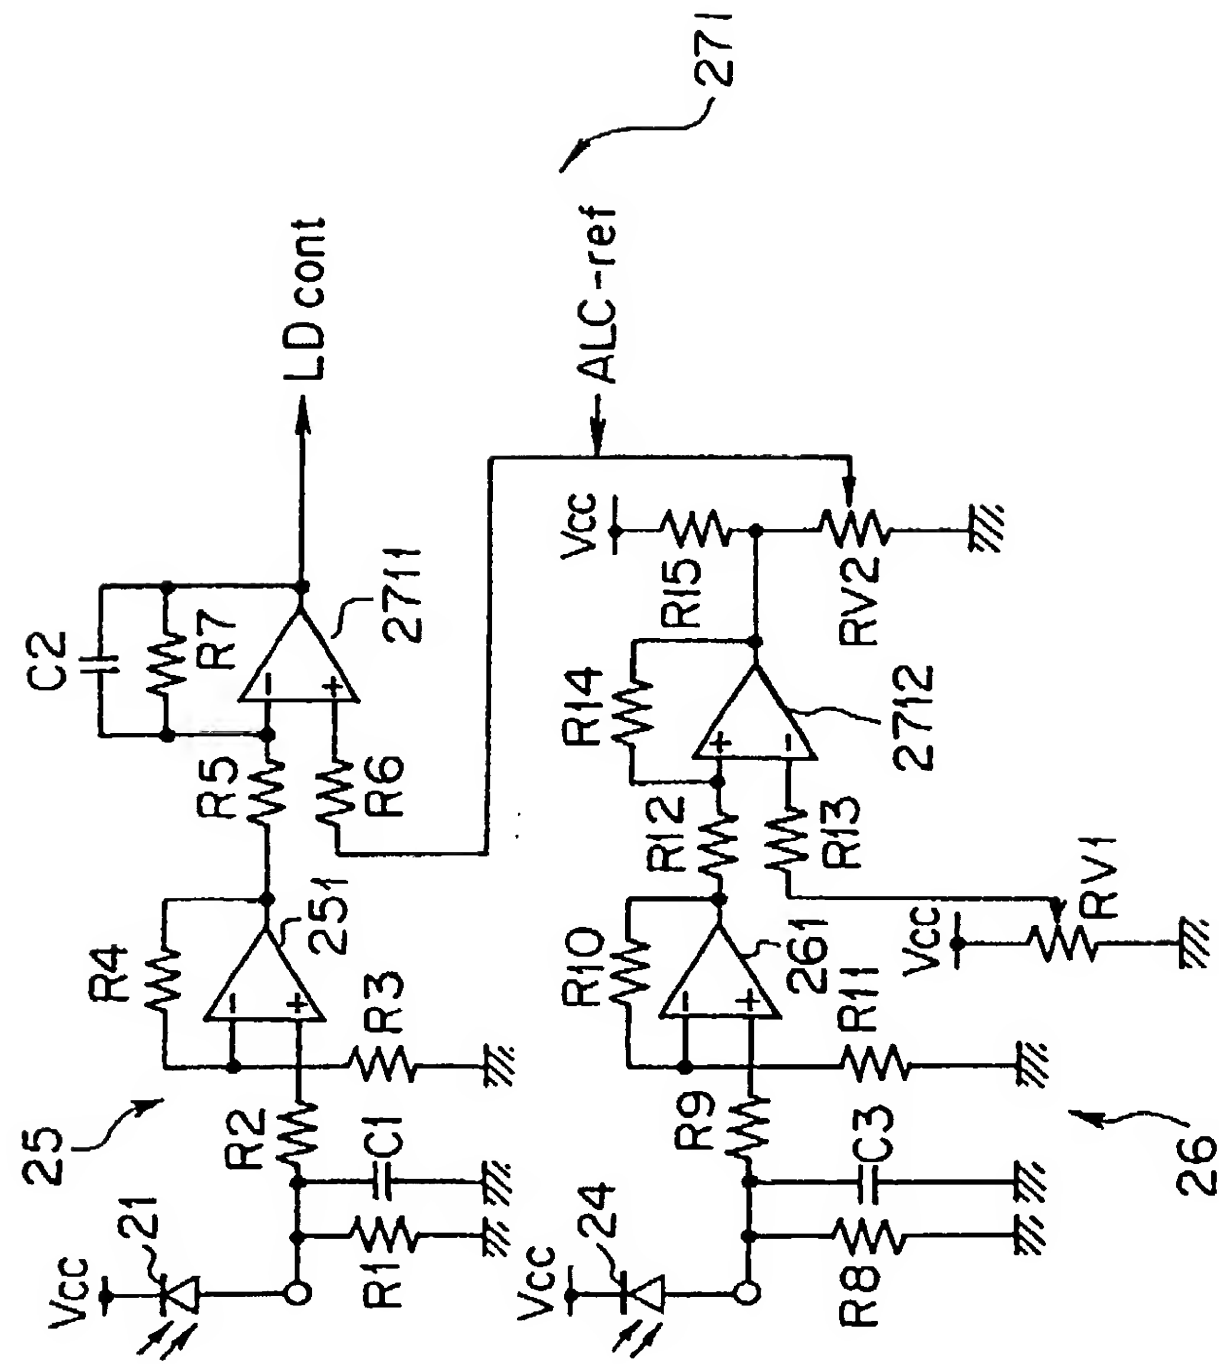 271
LD cont
ALC-ref
C2
R7
2711
R5
R6
Vcc
R15
RV2
R14
2712
R12
R13
R4
251
R3
R10
261
R11
Vcc
RV1
25
R2
C1
R9
C3
26
Vcc
21
R1
Vcc
24
R8